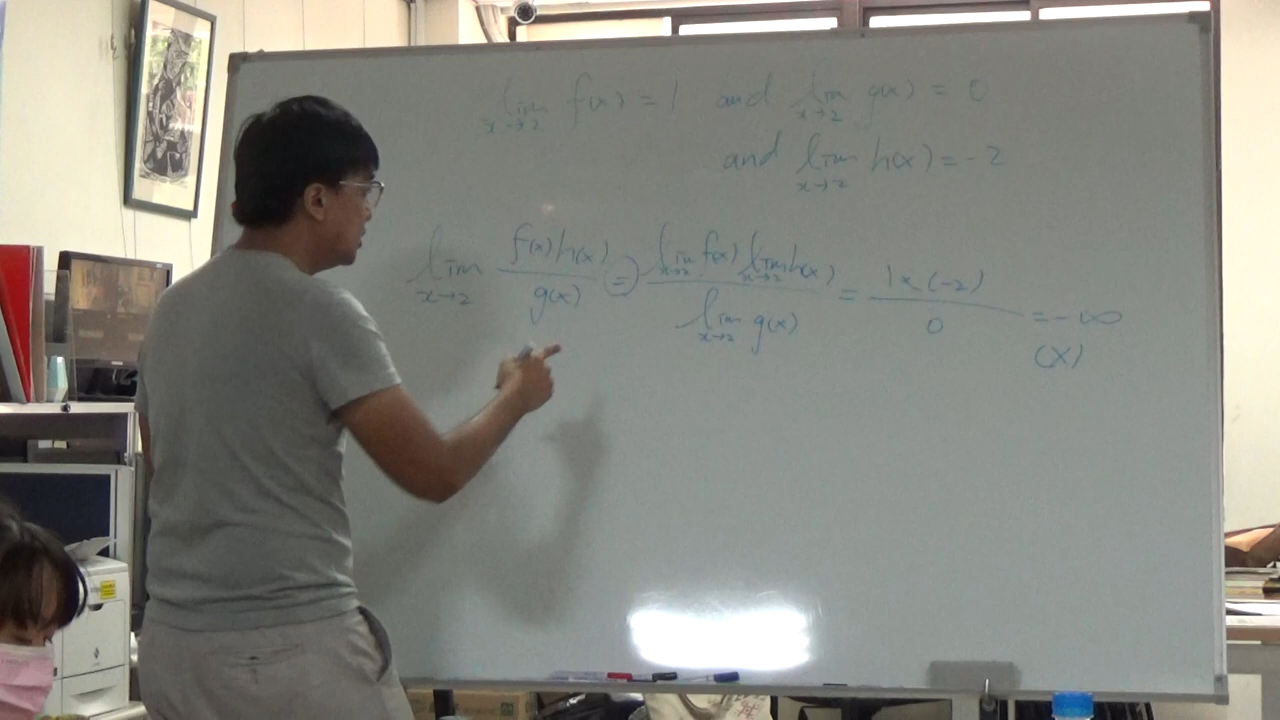 lim x→2 f(x) = 1 and lim x→2 g(x) = 0
and lim x→2 h(x) = -2
lim x→2 f(x)h(x) / g(x) = lim x→2 f(x) lim x→2 h(x) / lim x→2 g(x) = 1×(-2) / 0 = -∞
(X)